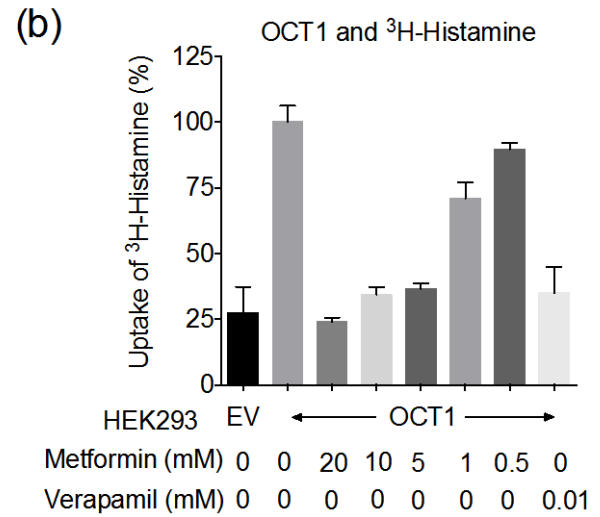 (b)
OCT1 and ³H-Histamine
Uptake of ³H-Histamine (%)
125
100
75
50
25
0
HEK293 EV OCT1
Metformin (mM) 0 0 20 10 5 1 0.5 0
Verapamil (mM) 0 0 0 0 0 0 0 0.01